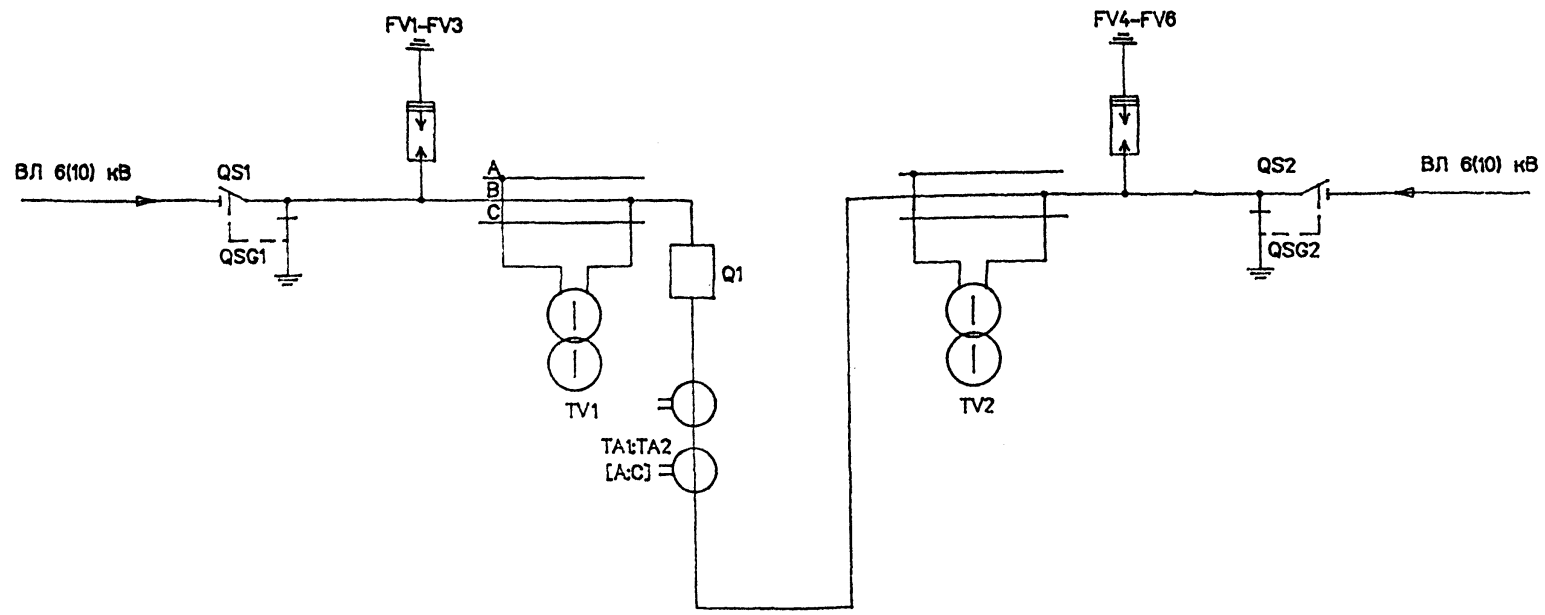 FV1-FV3
FV4-FV6
ВЛ 6(10) кВ
QS1
A
B
C
QS2
ВЛ 6(10) кВ
QSG1
Q1
QSG2
TV1
TV2
TA1:TA2
[A:C]